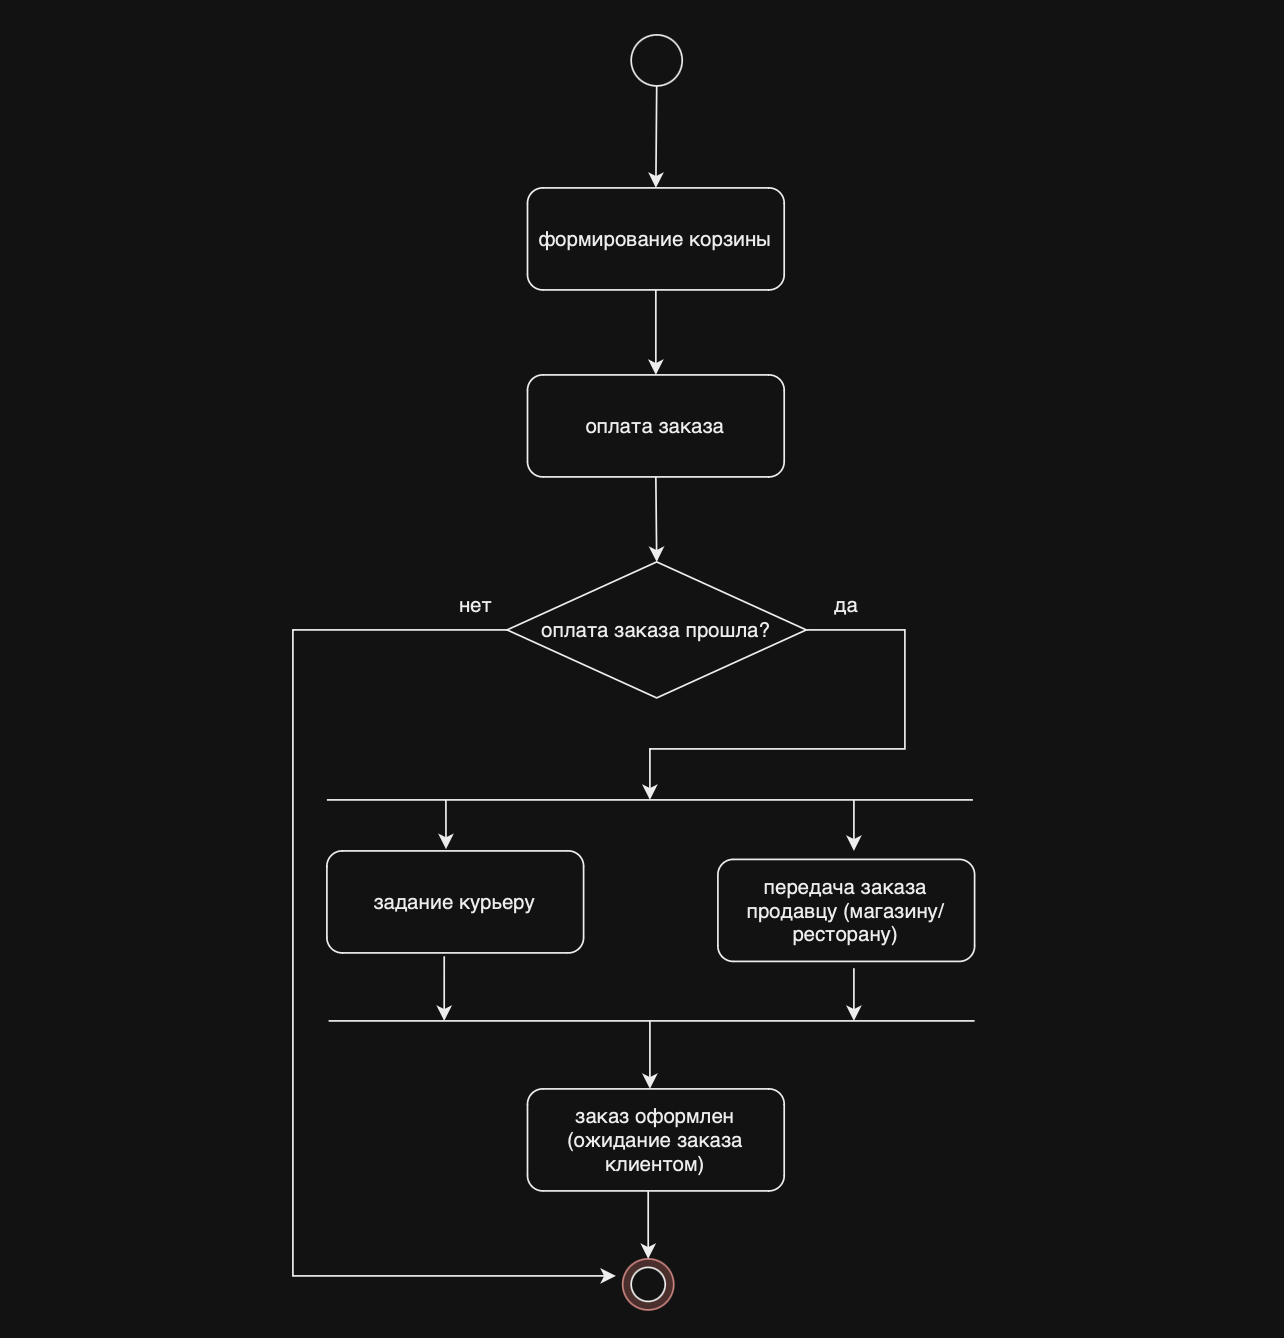 формирование корзины
оплата заказа
нет
да
оплата заказа прошла?
задание курьеру
передача заказа
продавцу (магазину/
ресторану)
заказ оформлен
(ожидание заказа
клиентом)